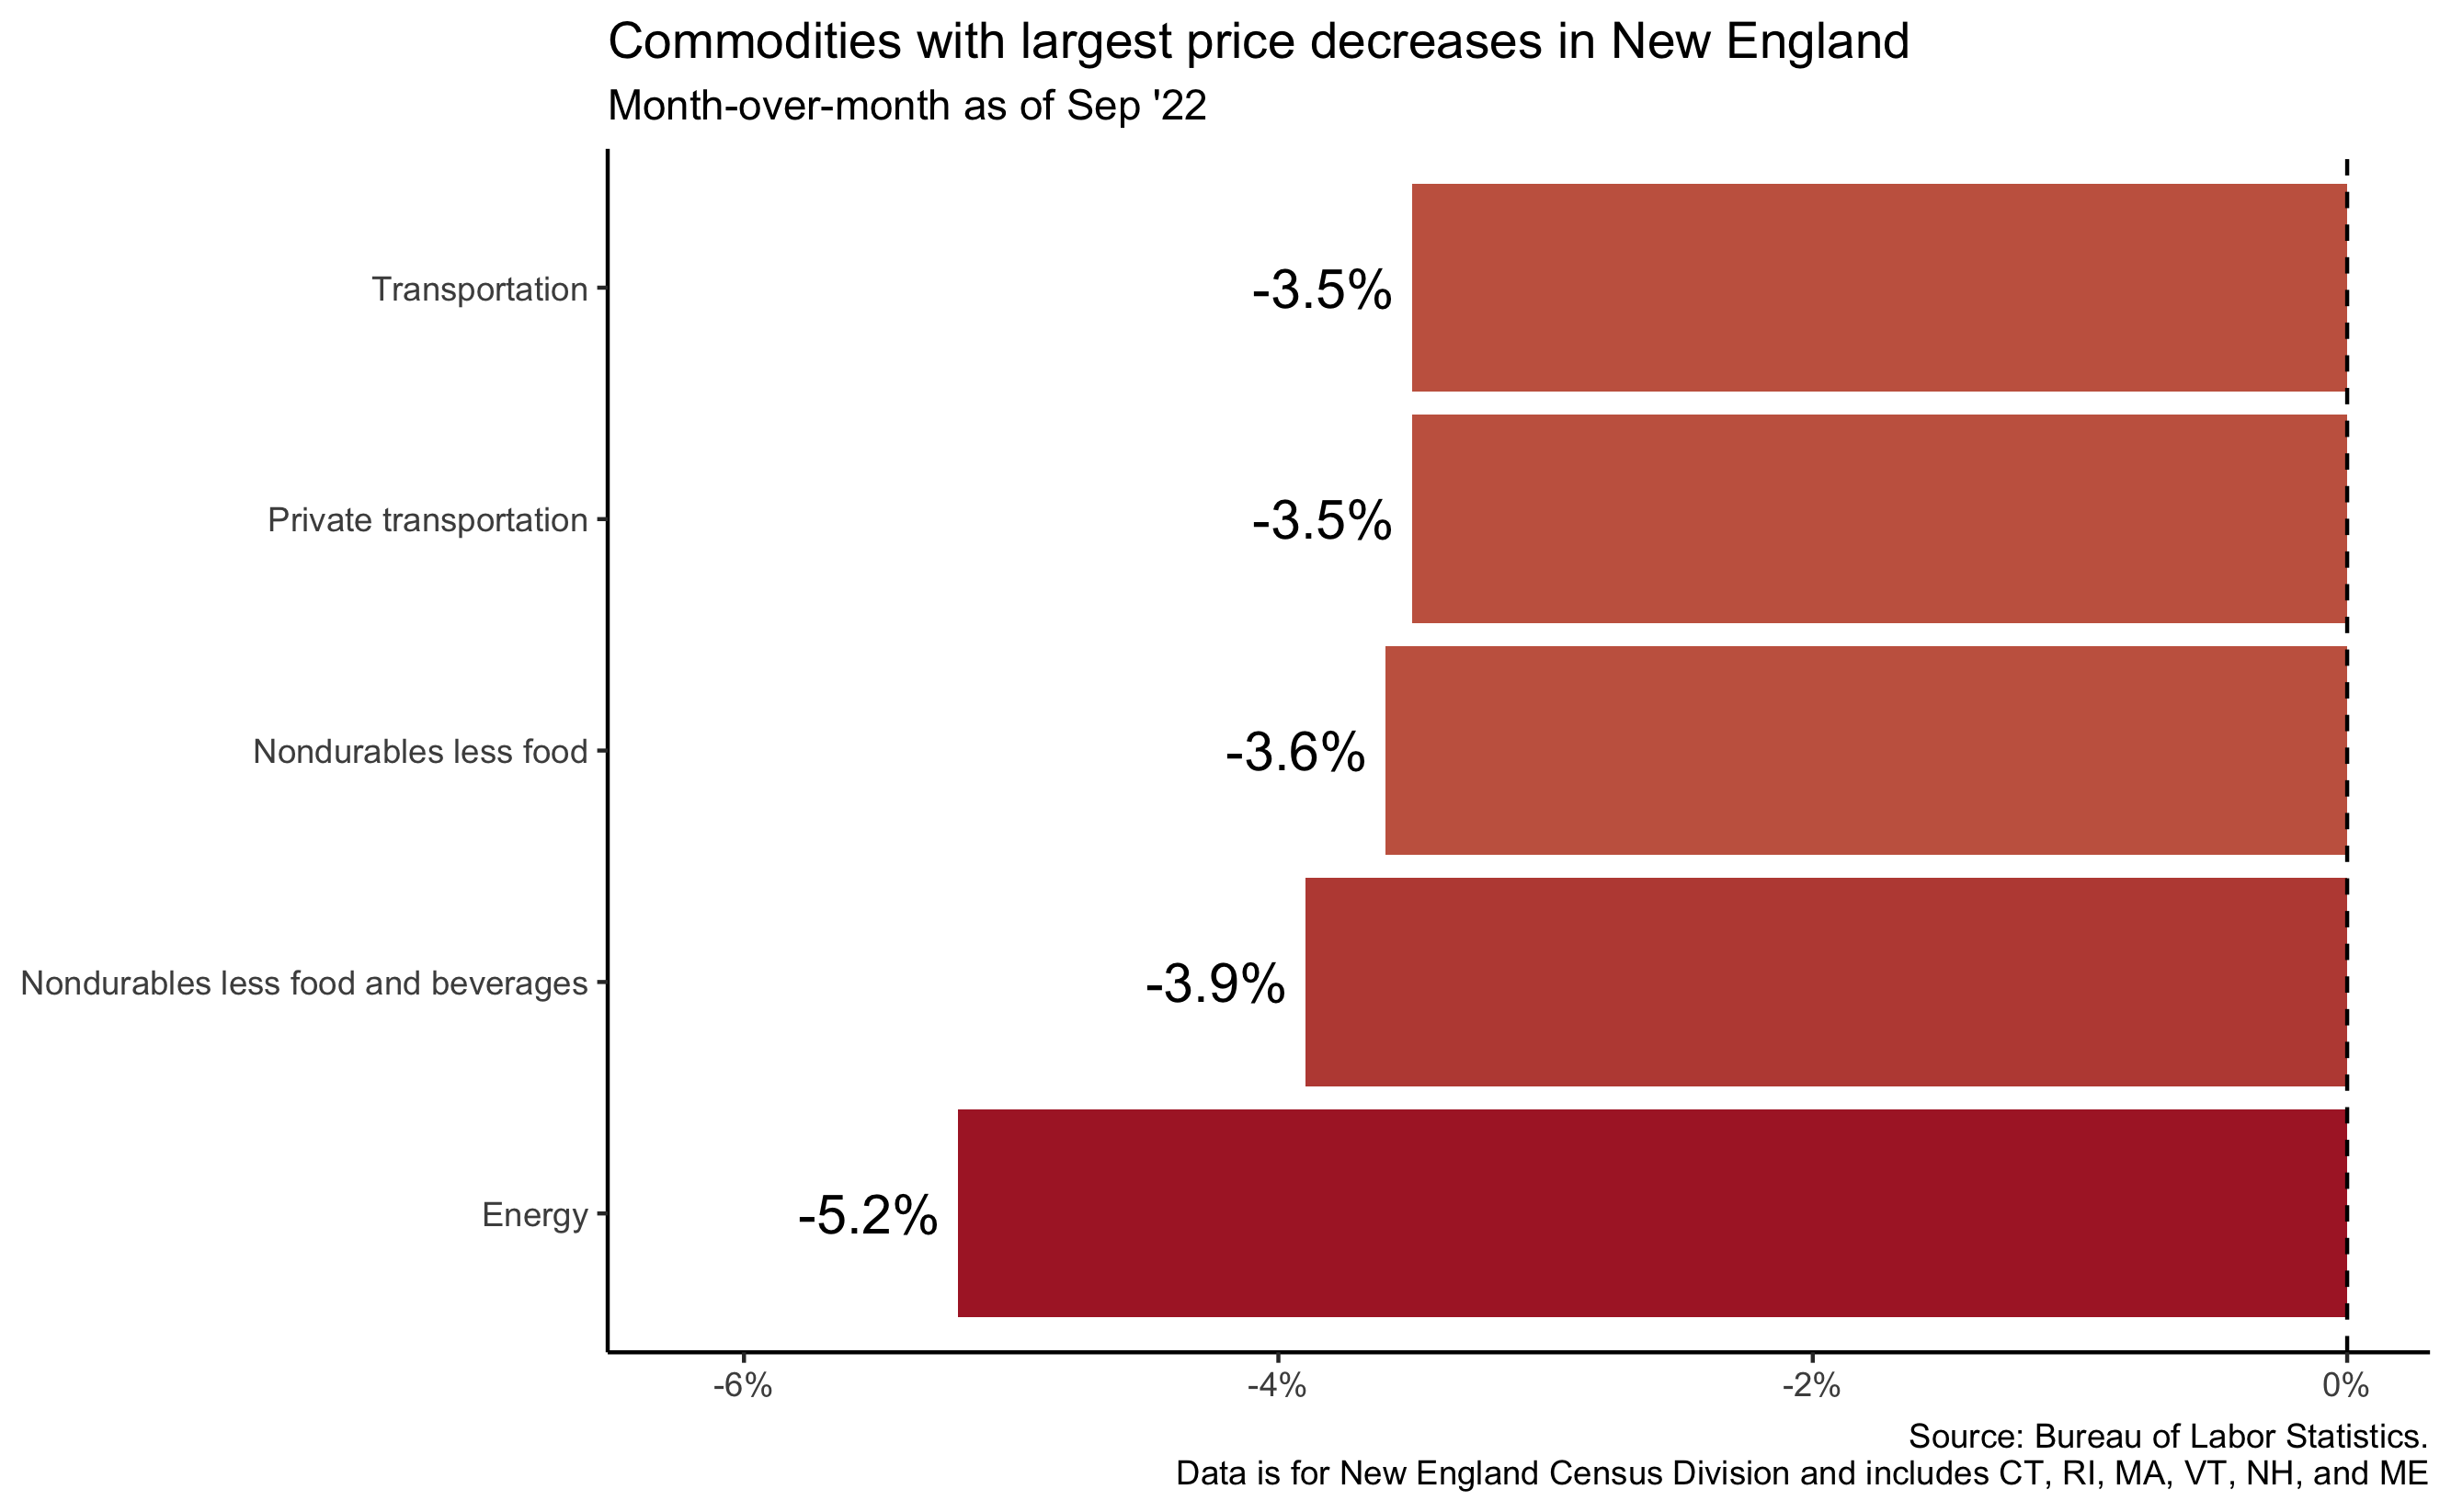 Commodities with largest price decreases in New England
Month-over-month as of Sep '22
Transportation
-3.5%
Private transportation
-3.5%
Nondurables less food
-3.6%
Nondurables less food and beverages
-3.9%
Energy
-5.2%
-6%
-4%
-2%
0%
Source: Bureau of Labor Statistics.
Data is for New England Census Division and includes CT, RI, MA, VT, NH, and ME